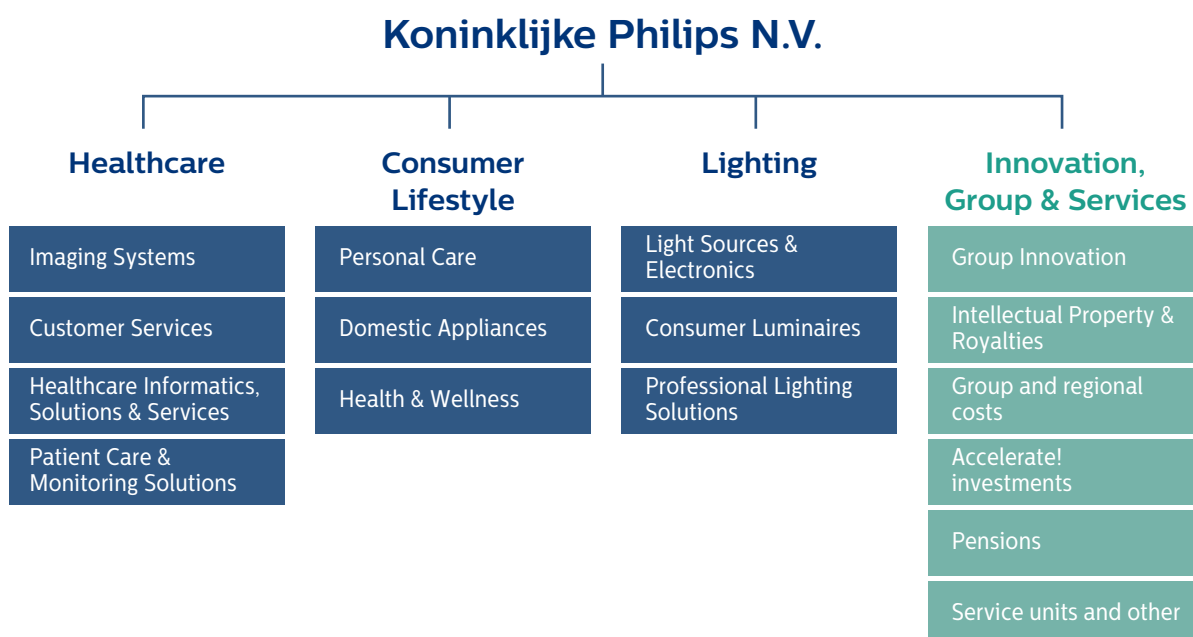 Koninklijke Philips N.V.
Healthcare
Consumer
Lifestyle
Lighting
Innovation,
Group & Services
Imaging Systems
Customer Services
Healthcare Informatics,
Solutions & Services
Patient Care &
Monitoring Solutions
Personal Care
Domestic Appliances
Health & Wellness
Light Sources &
Electronics
Consumer Luminaires
Professional Lighting
Solutions
Group Innovation
Intellectual Property &
Royalties
Group and regional
costs
Accelerate!
investments
Pensions
Service units and other